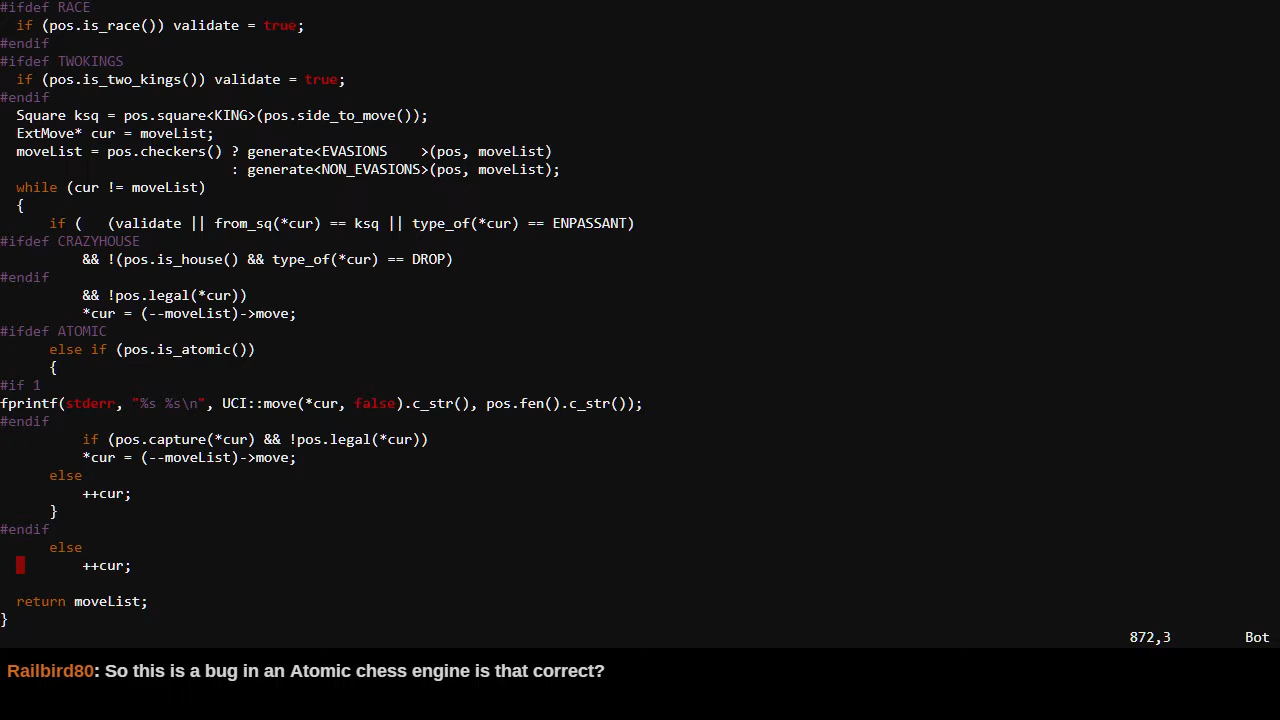 #ifdef RACE
  if (pos.is_race()) validate = true;
#endif
#ifdef TWOKINGS
  if (pos.is_two_kings()) validate = true;
#endif
  Square ksq = pos.square<KING>(pos.side_to_move());
  ExtMove* cur = moveList;
  moveList = pos.checkers() ? generate<EVASIONS    >(pos, moveList)
                            : generate<NON_EVASIONS>(pos, moveList);
  while (cur != moveList)
  {
      if (   (validate || from_sq(*cur) == ksq || type_of(*cur) == ENPASSANT)
#ifdef CRAZYHOUSE
          && !(pos.is_house() && type_of(*cur) == DROP)
#endif
          && !pos.legal(*cur))
          *cur = (--moveList)->move;
#ifdef ATOMIC
      else if (pos.is_atomic())
      {
#if 1
fprintf(stderr, "%s %s\n", UCI::move(*cur, false).c_str(), pos.fen().c_str());
#endif
          if (pos.capture(*cur) && !pos.legal(*cur))
          *cur = (--moveList)->move;
      else
          ++cur;
      }
#endif
      else
          ++cur;
  return moveList;
}
872,3         Bot
Railbird80: So this is a bug in an Atomic chess engine is that correct?